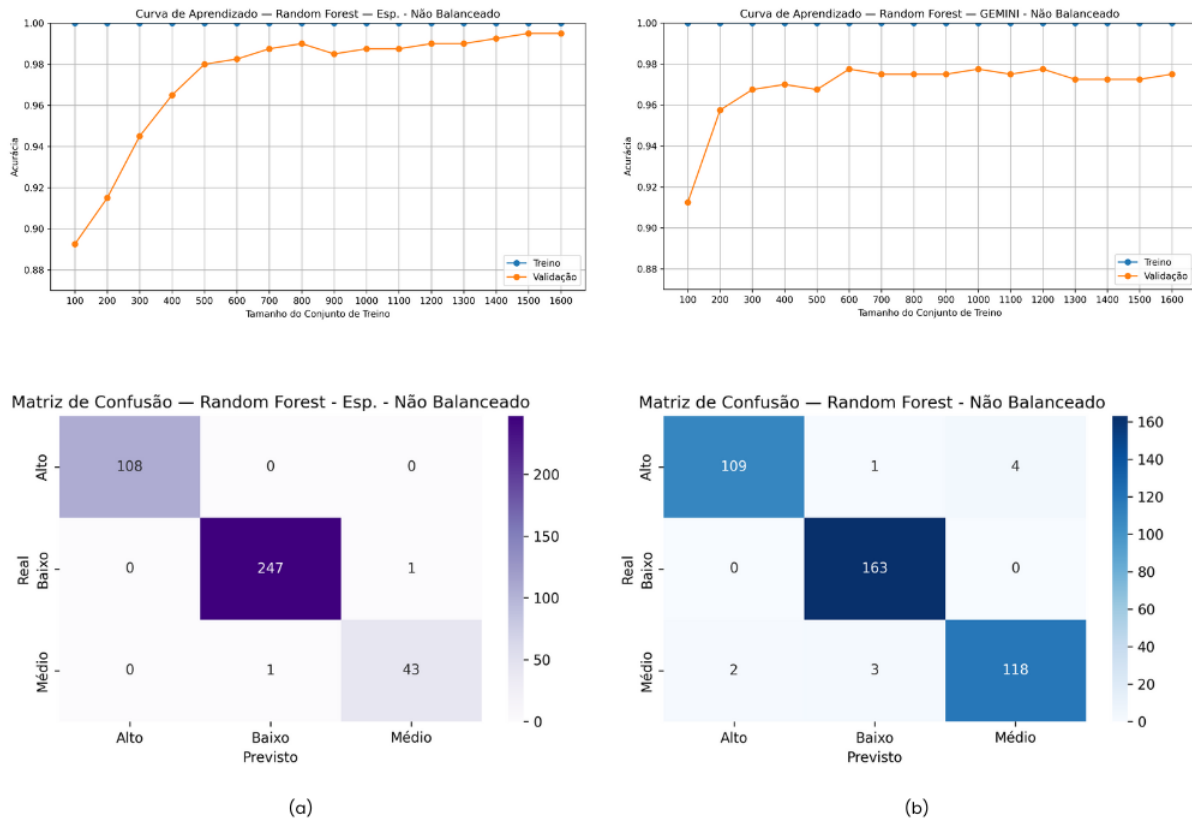 Curva de Aprendizado — Random Forest — Esp. - Não Balanceado
1.00
0.98
0.96
0.94
0.92
0.90
0.88
Acurácia
Treino
Validação
100 200 300 400 500 600 700 800 900 1000 1100 1200 1300 1400 1500 1600
Tamanho do Conjunto de Treino
Curva de Aprendizado — Random Forest — GEMINI - Não Balanceado
1.00
0.98
0.96
0.94
0.92
0.90
0.88
Acurácia
Treino
Validação
100 200 300 400 500 600 700 800 900 1000 1100 1200 1300 1400 1500 1600
Tamanho do Conjunto de Treino
Matriz de Confusão — Random Forest - Esp. - Não Balanceado
Real
Alto 108 0 0
Baixo 0 247 1
Médio 0 1 43
Alto Baixo Médio
Previsto
200
150
100
50
0
Matriz de Confusão — Random Forest - Não Balanceado
Real
Alto 109 1 4
Baixo 0 163 0
Médio 2 3 118
Alto Baixo Médio
Previsto
160
140
120
100
80
60
40
20
0
(a)
(b)